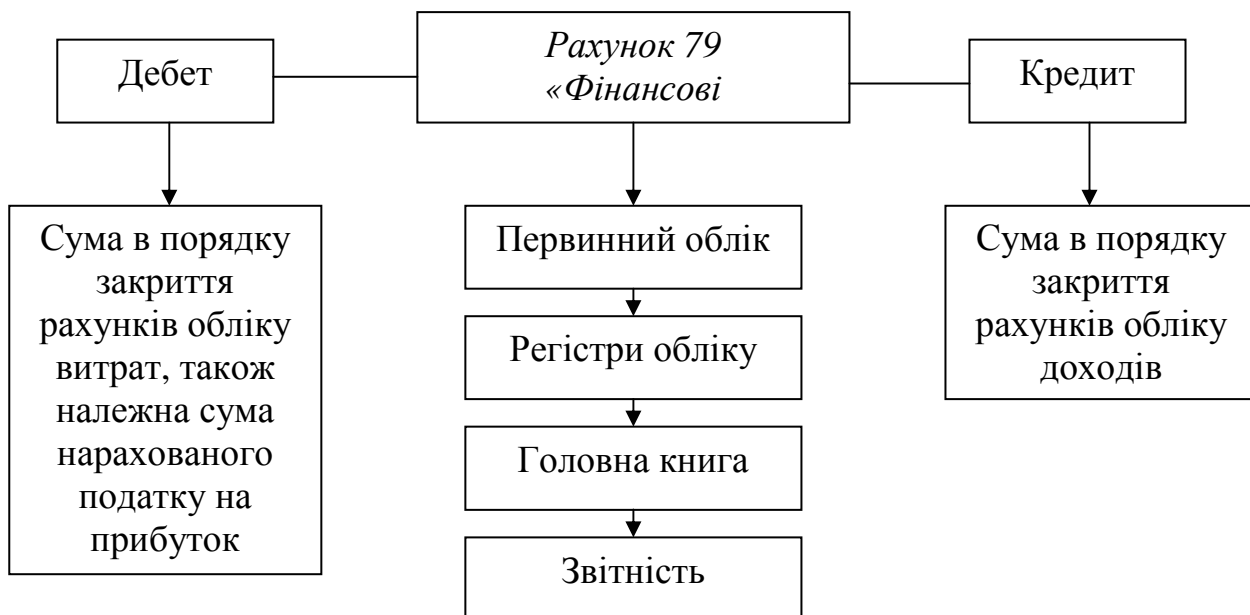 Дебет
Рахунок 79
«Фінансові
Кредит
Сума в порядку
закриття
рахунків обліку
витрат, також
належна сума
нарахованого
податку на
прибуток
Первинний облік
Регістри обліку
Головна книга
Звітність
Сума в порядку
закриття
рахунків обліку
доходів